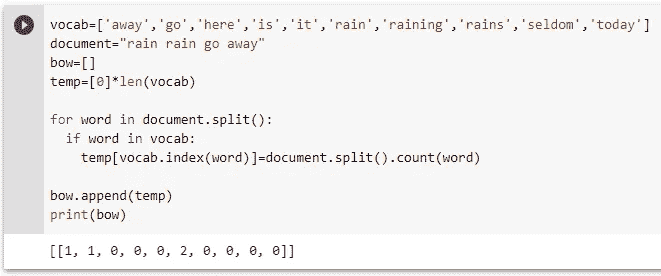 vocab=['away','go','here','is','it','rain','raining','rains','seldom','today']
document="rain rain go away"
bow=[]
temp=[0]*len(vocab)
for word in document.split():
  if word in vocab:
    temp[vocab.index(word)]=document.split().count(word)
bow.append(temp)
print(bow)
[[1, 1, 0, 0, 0, 2, 0, 0, 0, 0]]